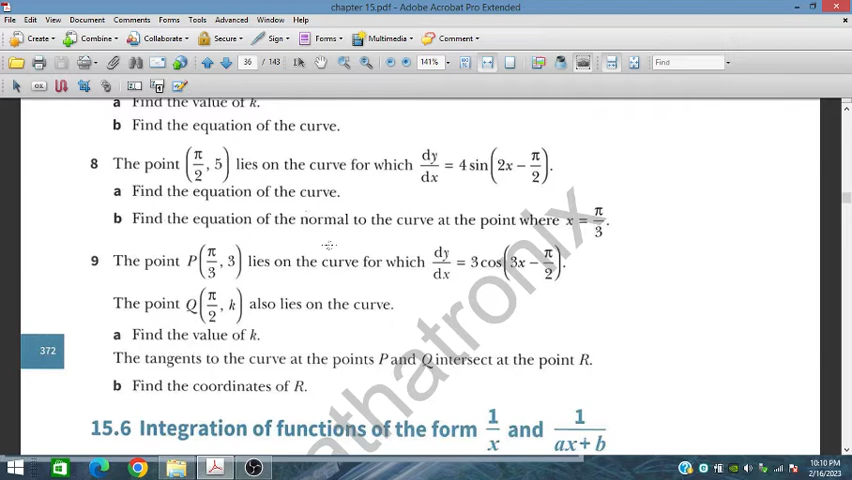 chapter 15.pdf - Adobe Acrobat Pro Extended
File Edit View Document Comments Forms Tools Advanced Window Help
Create Combine Collaborate Secure Sign Forms Multimedia Comment
36 / 143 141% Find
a Find the value of k.
b Find the equation of the curve.
8 The point (π/2, 5) lies on the curve for which dy/dx = 4 sin(2x − π/2).
a Find the equation of the curve.
b Find the equation of the normal to the curve at the point where x = π/3.
9 The point P(π/3, 3) lies on the curve for which dy/dx = 3 cos(3x − π/2).
The point Q(π/2, k) also lies on the curve.
372
a Find the value of k.
The tangents to the curve at the points P and Q intersect at the point R.
b Find the coordinates of R.
15.6 Integration of functions of the form 1/x and 1/(ax + b)
mathatronix
10:10 PM
2/16/2023